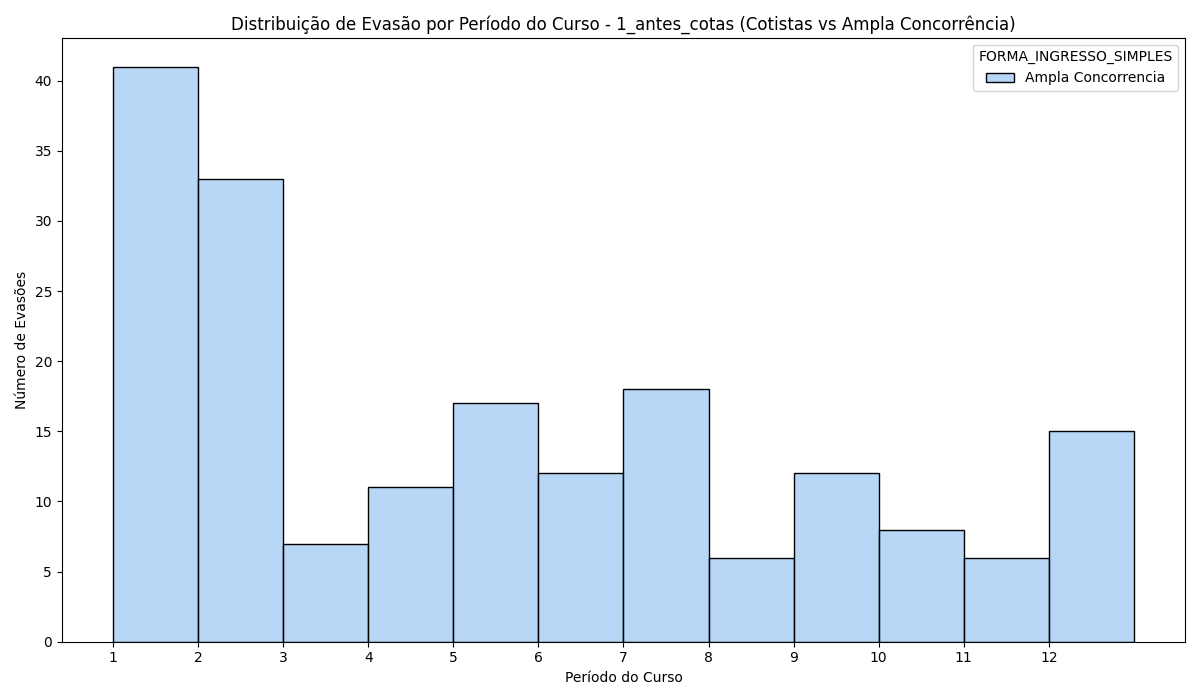 Distribuição de Evasão por Período do Curso - 1_antes_cotas (Cotistas vs Ampla Concorrência)
FORMA_INGRESSO_SIMPLES
Ampla Concorrencia
Número de Evasões
40
35
30
25
20
15
10
5
0
1 2 3 4 5 6 7 8 9 10 11 12
Período do Curso